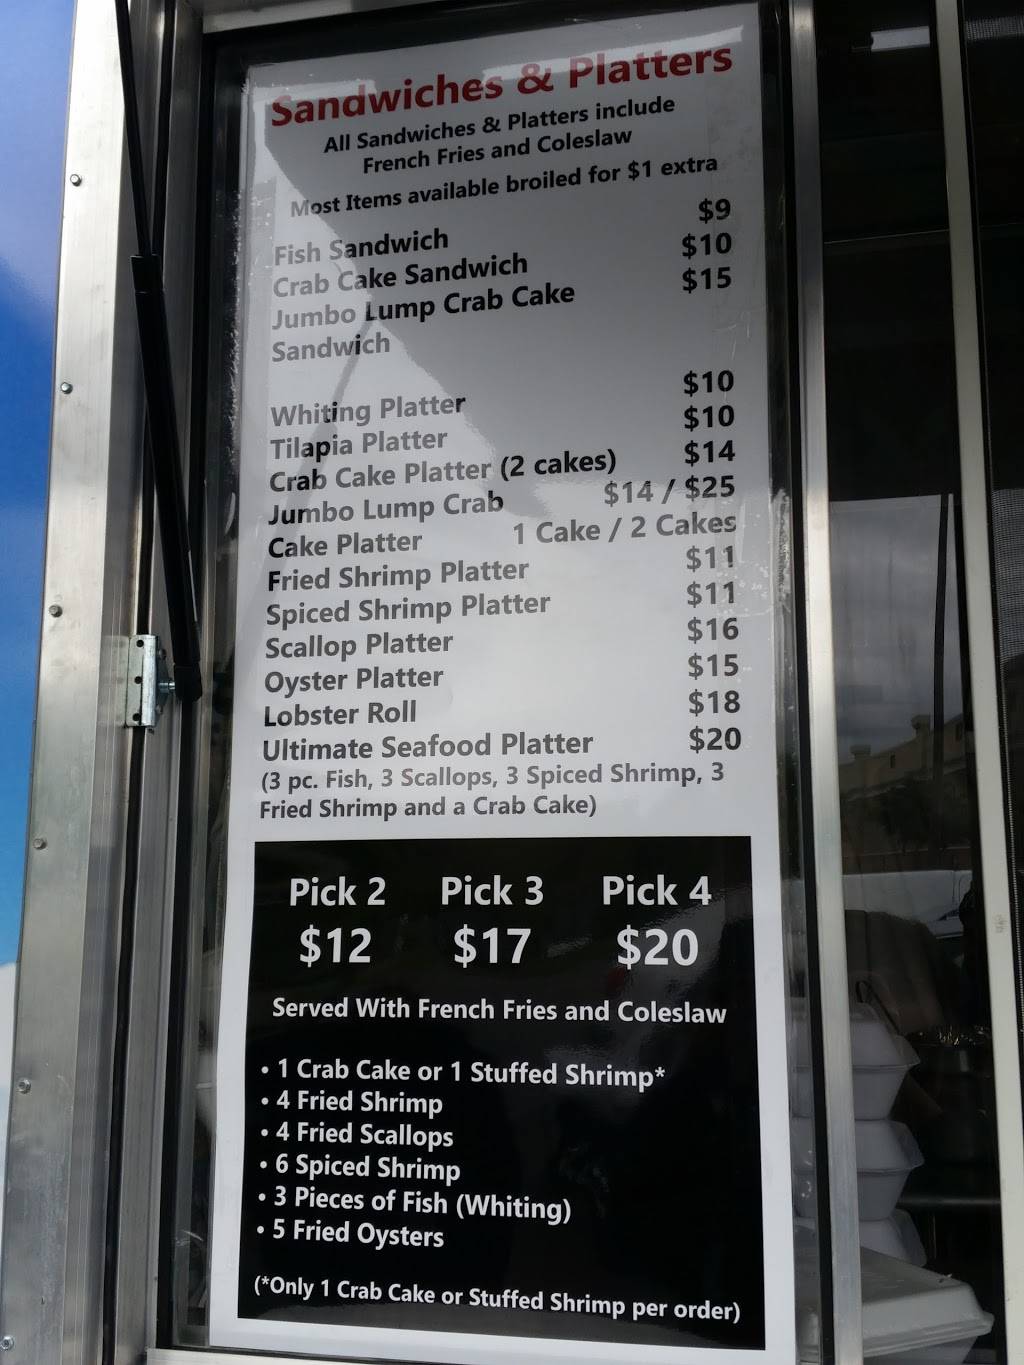 Sandwiches & Platters
All Sandwiches & Platters include
French Fries and Coleslaw
Most Items available broiled for $1 extra
Fish Sandwich $9
Crab Cake Sandwich $10
Jumbo Lump Crab Cake $15
Sandwich
Whiting Platter $10
Tilapia Platter $10
Crab Cake Platter (2 cakes) $14
Jumbo Lump Crab $14 / $25
Cake Platter 1 Cake / 2 Cakes
Fried Shrimp Platter $11
Spiced Shrimp Platter $11
Scallop Platter $16
Oyster Platter $15
Lobster Roll $18
Ultimate Seafood Platter $20
(3 pc. Fish, 3 Scallops, 3 Spiced Shrimp, 3
Fried Shrimp and a Crab Cake)
Pick 2 Pick 3 Pick 4
$12 $17 $20
Served With French Fries and Coleslaw
• 1 Crab Cake or 1 Stuffed Shrimp*
• 4 Fried Shrimp
• 4 Fried Scallops
• 6 Spiced Shrimp
• 3 Pieces of Fish (Whiting)
• 5 Fried Oysters
(*Only 1 Crab Cake or Stuffed Shrimp per order)